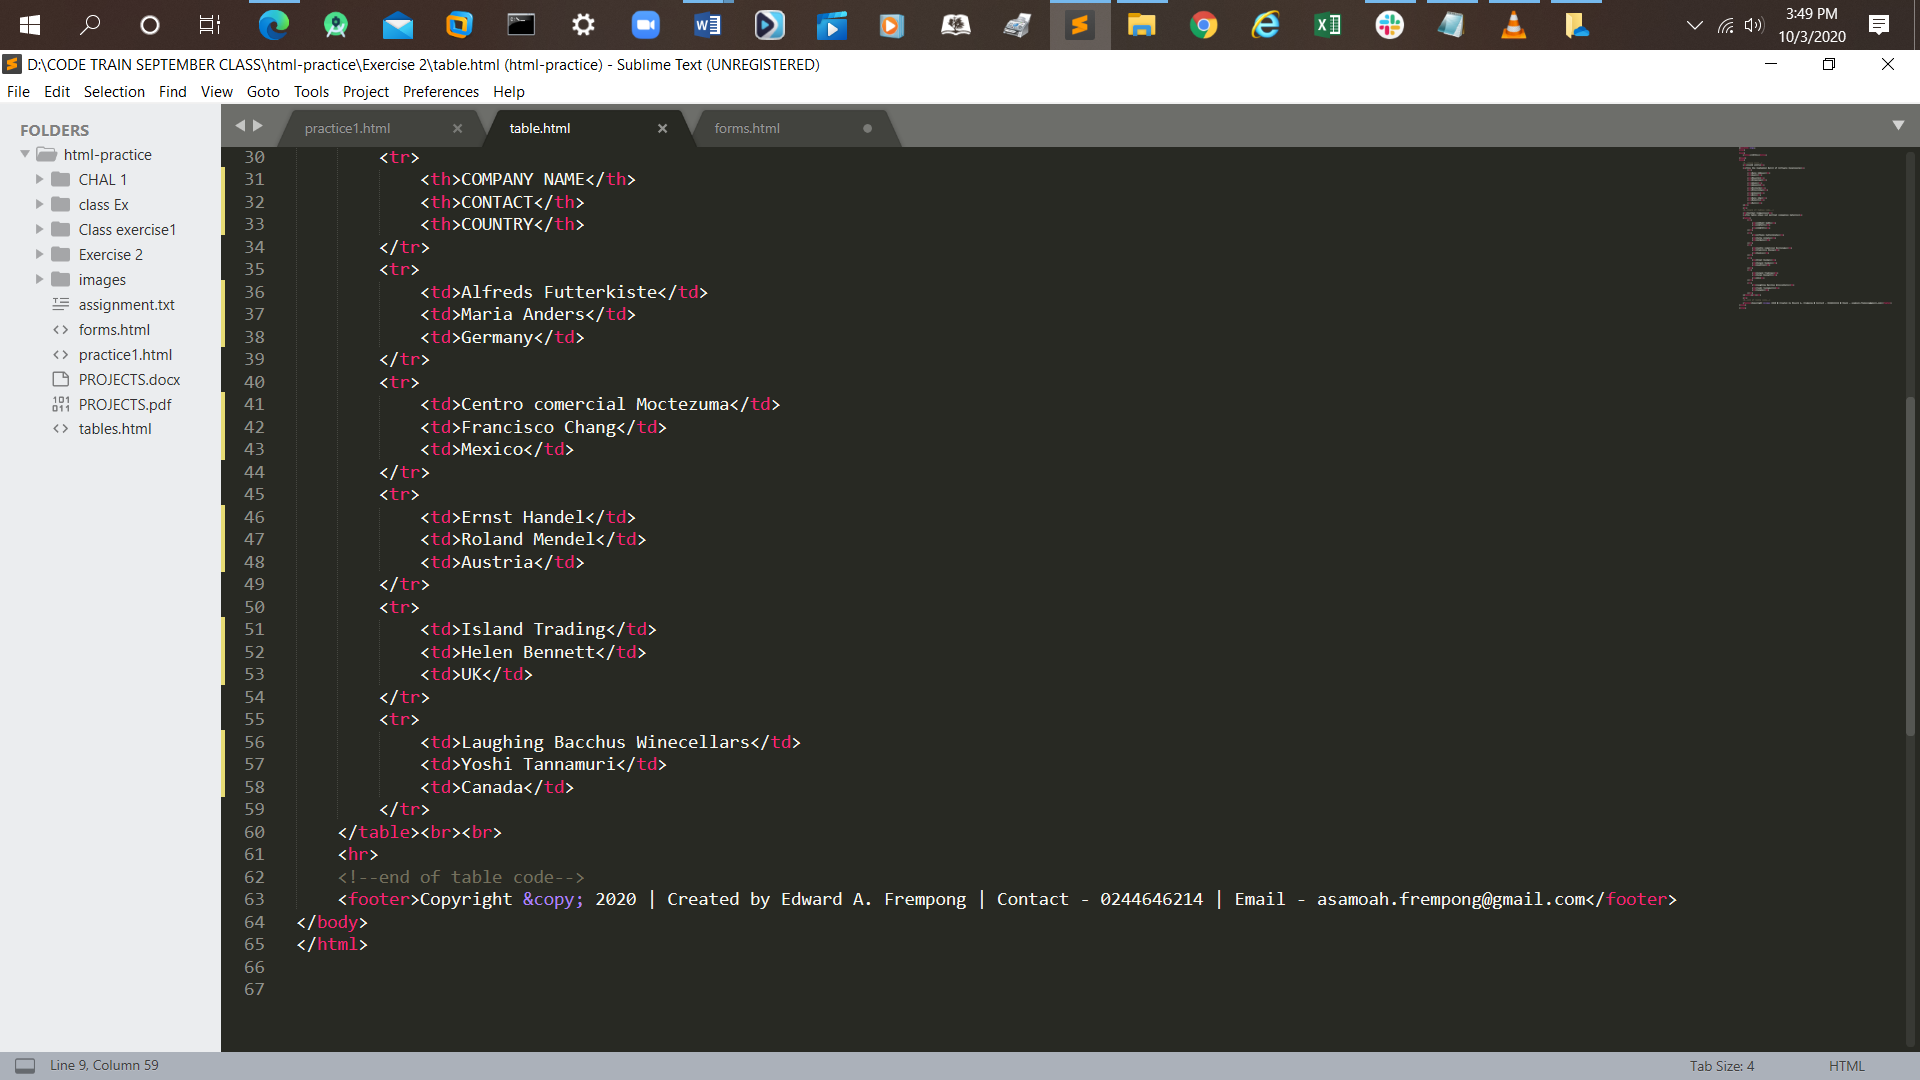 3:49 PM
10/3/2020
D:\CODE TRAIN SEPTEMBER CLASS\html-practice\Exercise 2\table.html (html-practice) - Sublime Text (UNREGISTERED)
File Edit Selection Find View Goto Tools Project Preferences Help
FOLDERS
html-practice
CHAL 1
class Ex
Class exercise1
Exercise 2
images
assignment.txt
forms.html
practice1.html
PROJECTS.docx
PROJECTS.pdf
tables.html
practice1.html table.html forms.html
30 <tr>
31 <th>COMPANY NAME</th>
32 <th>CONTACT</th>
33 <th>COUNTRY</th>
34 </tr>
35 <tr>
36 <td>Alfreds Futterkiste</td>
37 <td>Maria Anders</td>
38 <td>Germany</td>
39 </tr>
40 <tr>
41 <td>Centro comercial Moctezuma</td>
42 <td>Francisco Chang</td>
43 <td>Mexico</td>
44 </tr>
45 <tr>
46 <td>Ernst Handel</td>
47 <td>Roland Mendel</td>
48 <td>Austria</td>
49 </tr>
50 <tr>
51 <td>Island Trading</td>
52 <td>Helen Bennett</td>
53 <td>UK</td>
54 </tr>
55 <tr>
56 <td>Laughing Bacchus Winecellars</td>
57 <td>Yoshi Tannamuri</td>
58 <td>Canada</td>
59 </tr>
60 </table><br><br>
61 <hr>
62 <!--end of table code-->
63 <footer>Copyright &copy; 2020 | Created by Edward A. Frempong | Contact - 0244646214 | Email - asamoah.frempong@gmail.com</footer>
64 </body>
65 </html>
66
67
Line 9, Column 59
Tab Size: 4
HTML